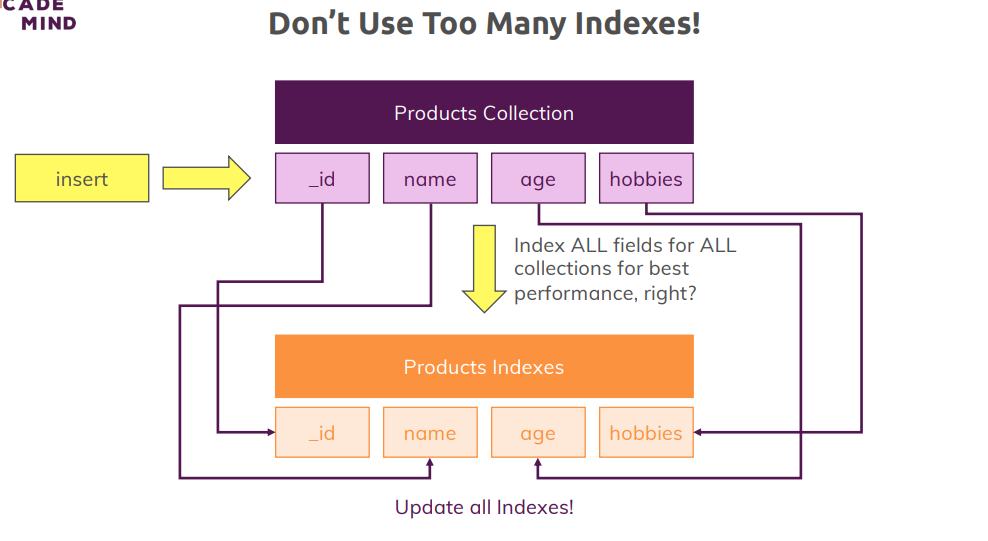 CADE
MIND
Don't Use Too Many Indexes!
Products Collection
insert
_id
name
age
hobbies
Index ALL fields for ALL
collections for best
performance, right?
Products Indexes
_id
name
age
hobbies
Update all Indexes!